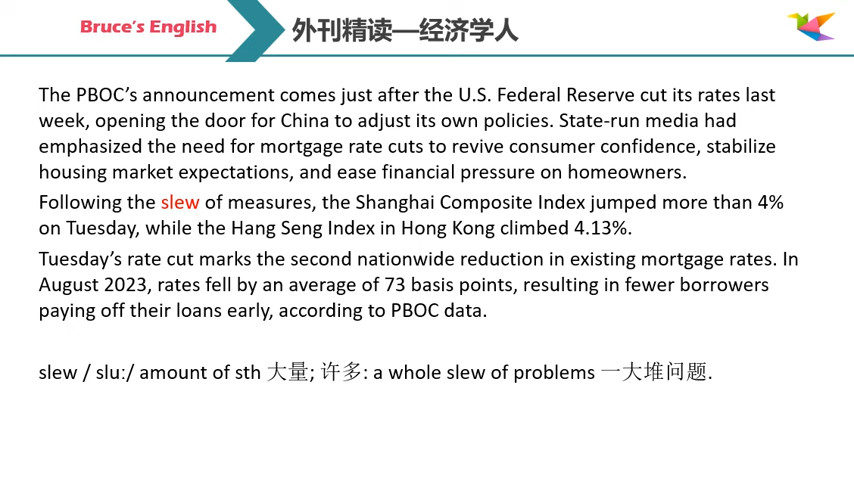 Bruce's English
外刊精读—经济学人
The PBOC's announcement comes just after the U.S. Federal Reserve cut its rates last
week, opening the door for China to adjust its own policies. State-run media had
emphasized the need for mortgage rate cuts to revive consumer confidence, stabilize
housing market expectations, and ease financial pressure on homeowners.
Following the slew of measures, the Shanghai Composite Index jumped more than 4%
on Tuesday, while the Hang Seng Index in Hong Kong climbed 4.13%.
Tuesday's rate cut marks the second nationwide reduction in existing mortgage rates. In
August 2023, rates fell by an average of 73 basis points, resulting in fewer borrowers
paying off their loans early, according to PBOC data.
slew / sluː/ amount of sth 大量; 许多: a whole slew of problems 一大堆问题.